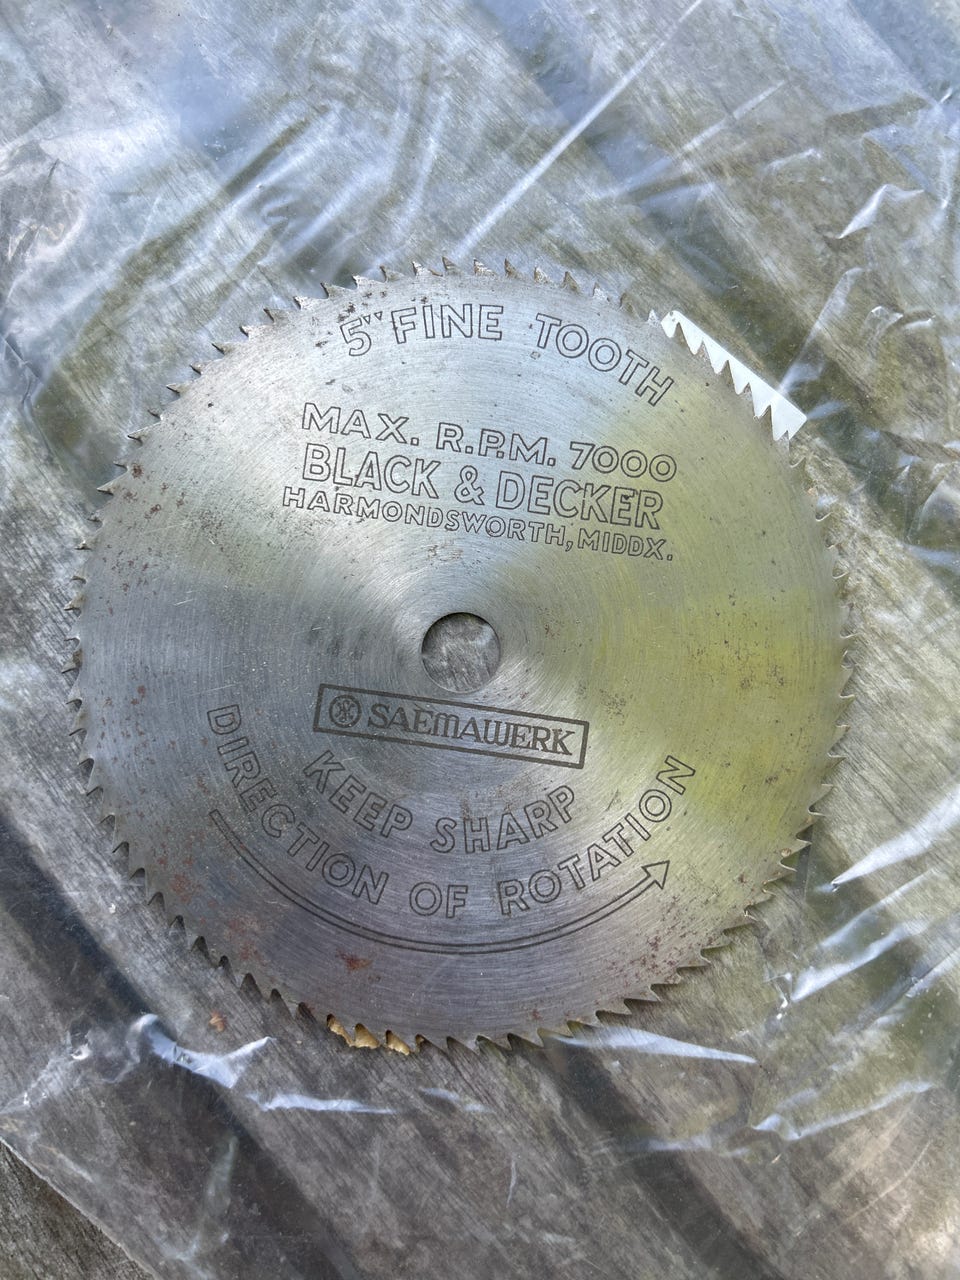 5" FINE TOOTH
MAX. R.P.M. 7000
BLACK & DECKER
HARMONDSWORTH, MIDDX.
SAEMAWERK
KEEP SHARP
DIRECTION OF ROTATION